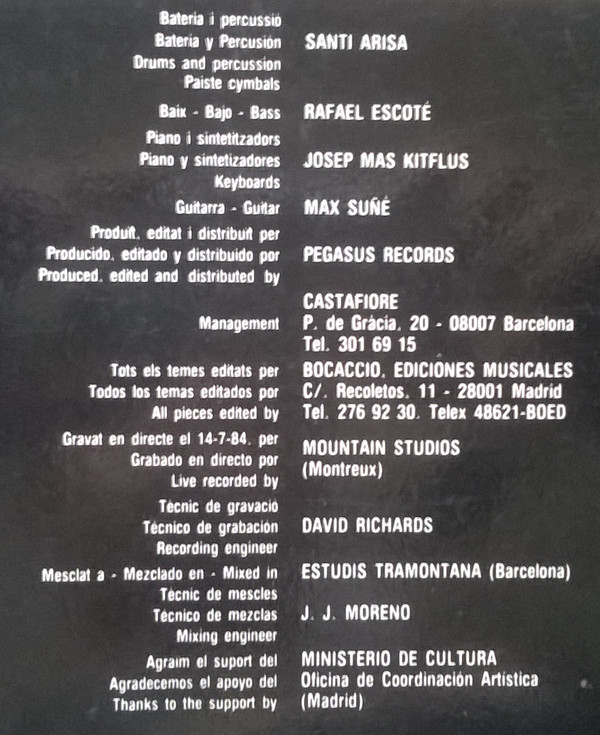 Bateria i percussió
Bateria y Percusión
Drums and percussion
Paiste cymbals
SANTI ARISA
Baix - Bajo - Bass RAFAEL ESCOTÉ
Piano i sintetitzadors
Piano y sintetizadores
Keyboards
JOSEP MAS KITFLUS
Guitarra - Guitar MAX SUÑÉ
Produït, editat i distribuït per
Producido, editado y distribuido por
Produced, edited and distributed by
PEGASUS RECORDS
Management
CASTAFIORE
P. de Gràcia, 20 - 08007 Barcelona
Tel. 301 69 15
Tots els temes editats per
Todos los temas editados por
All pieces edited by
BOCACCIO, EDICIONES MUSICALES
C/. Recoletos, 11 - 28001 Madrid
Tel. 276 92 30. Telex 48621-BOED
Gravat en directe el 14-7-84, per
Grabado en directo por
Live recorded by
MOUNTAIN STUDIOS
(Montreux)
Tècnic de gravació
Técnico de grabación
Recording engineer
DAVID RICHARDS
Mesclat a - Mezclado en - Mixed in ESTUDIS TRAMONTANA (Barcelona)
Tècnic de mescles
Técnico de mezclas
Mixing engineer
J. J. MORENO
Agraim el suport del
Agradecemos el apoyo del
Thanks to the support by
MINISTERIO DE CULTURA
Oficina de Coordinación Artística
(Madrid)